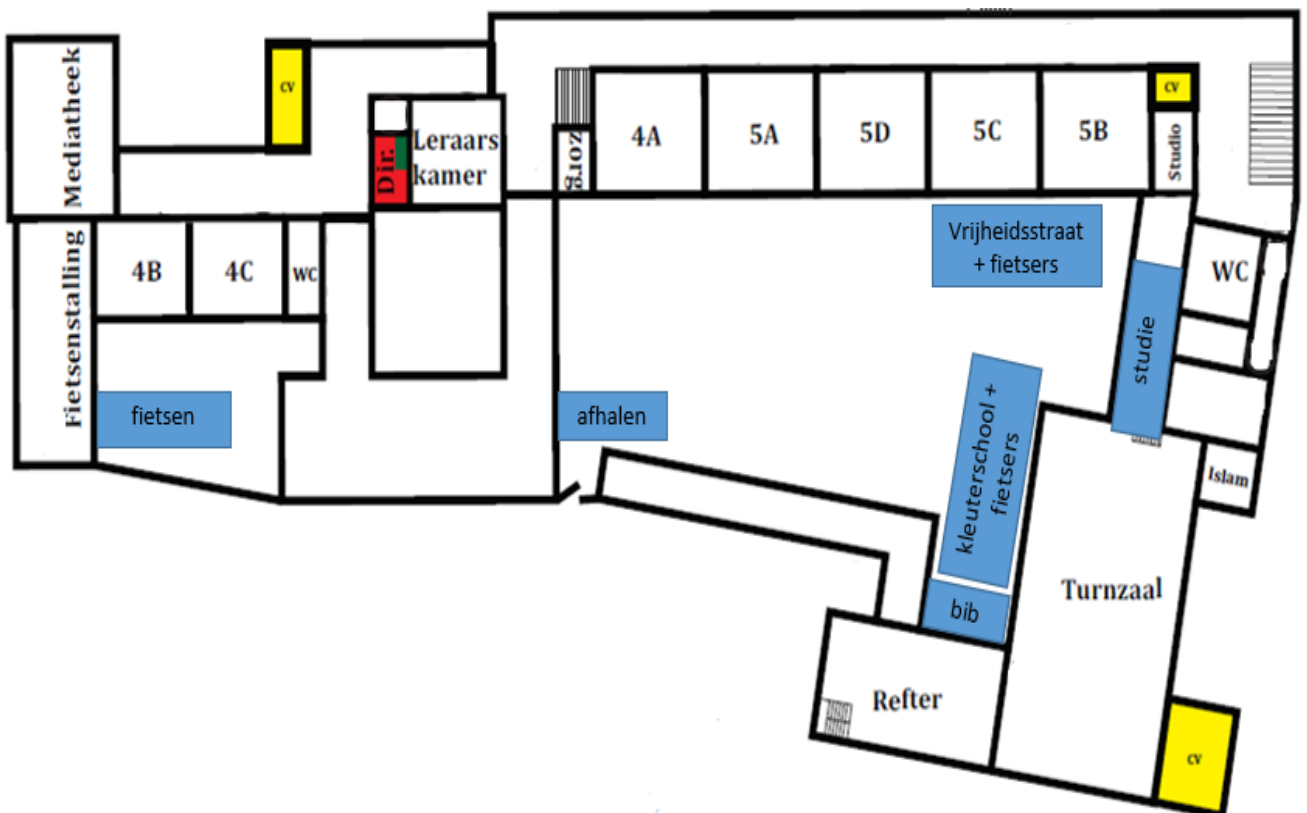 Mediatheek
cv
Dir.
Leraars
kamer
zorg
4A
5A
5D
5C
5B
cv
Studio
Fietsenstalling
4B
4C
WC
Vrijheidsstraat
+ fietsers
WC
studie
fietsen
afhalen
kleuterschool +
fietsers
Islam
bib
Turnzaal
Refter
cv